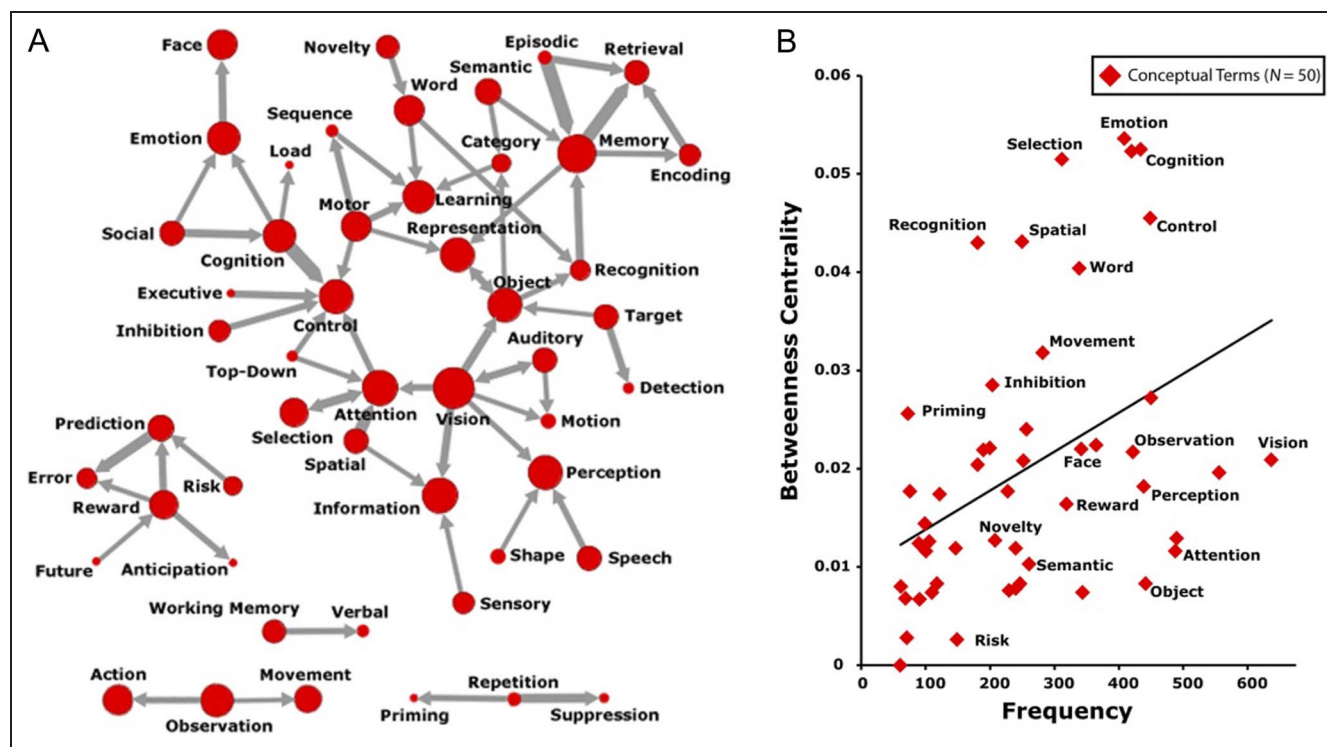 A
Face
Novelty
Episodic
Retrieval
Semantic
Word
Sequence
Emotion
Load
Category
Memory
Encoding
Motor
Learning
Social
Representation
Cognition
Recognition
Executive
Object
Inhibition
Control
Target
Auditory
Top-Down
Detection
Attention
Vision
Motion
Prediction
Selection
Spatial
Perception
Error
Risk
Reward
Information
Future
Anticipation
Shape
Speech
Working Memory
Verbal
Sensory
Action
Movement
Repetition
Observation
Priming
Suppression
B
Conceptual Terms (N = 50)
0.06
0.05
0.04
0.03
0.02
0.01
0
Betweenness Centrality
Emotion
Selection
Cognition
Recognition
Spatial
Control
Word
Movement
Inhibition
Priming
Face
Observation
Vision
Perception
Reward
Novelty
Attention
Semantic
Object
Risk
0 100 200 300 400 500 600
Frequency